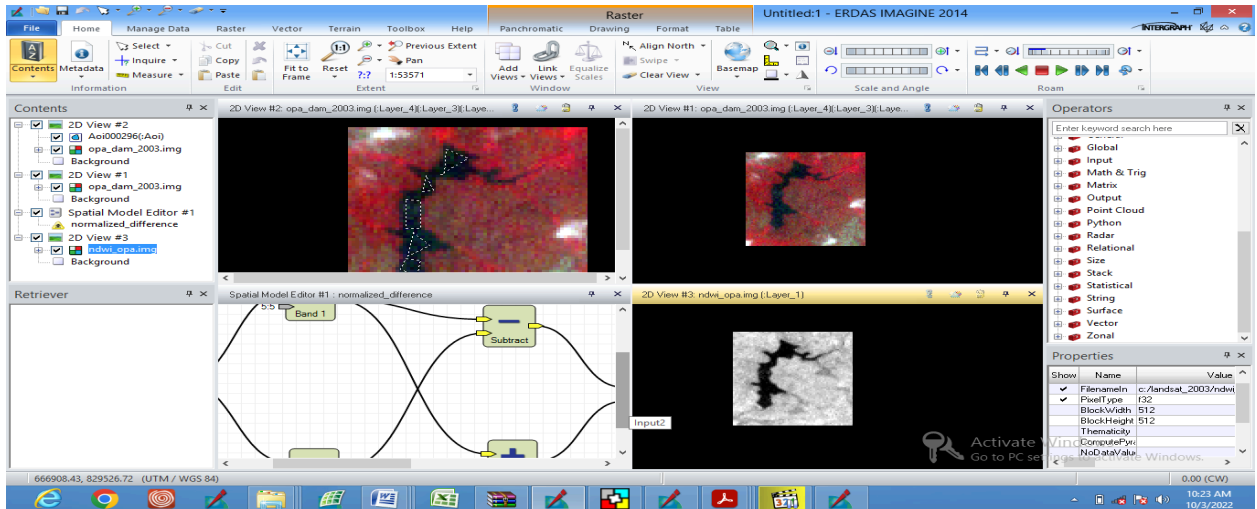 Raster
Untitled:1 - ERDAS IMAGINE 2014
File Home Manage Data Raster Vector Terrain Toolbox Help Panchromatic Drawing Format Table
INTERGRAPH
Contents
Metadata
Select
Inquire
Measure
Information
Cut
Copy
Paste
Edit
Fit to Frame
Reset
1:1
?:?
Previous Extent
Pan
1:53571
Extent
Add Views
Link Views
Equalize Scales
Window
Align North
Swipe
Clear View
Basemap
View
Scale and Angle
Roam
Contents
2D View #2
Aoi000296(:Aoi)
opa_dam_2003.img
Background
2D View #1
opa_dam_2003.img
Background
Spatial Model Editor #1
normalized_difference
2D View #3
ndwi_opa.img
Background
Retriever
2D View #2: opa_dam_2003.img (:Layer_4)(:Layer_3)(:Laye...
2D View #1: opa_dam_2003.img (:Layer_4)(:Layer_3)(:Laye...
Spatial Model Editor #1 : normalized_difference
5:5
Band 1
Subtract
Input2
2D View #3: ndwi_opa.img (:Layer_1)
Operators
Enter keyword search here
Global
Input
Math & Trig
Matrix
Output
Point Cloud
Python
Radar
Relational
Size
Stack
Statistical
String
Surface
Vector
Zonal
Properties
Show Name Value
FilenameIn c:/landsat_2003/ndwi
PixelType f32
BlockWidth 512
BlockHeight 512
Thematicity
ComputePyra
NoDataValu
Activate Windows
Go to PC settings to activate Windows.
666908.43, 829526.72 (UTM / WGS 84)
0.00 (CW)
10:23 AM
10/3/2022